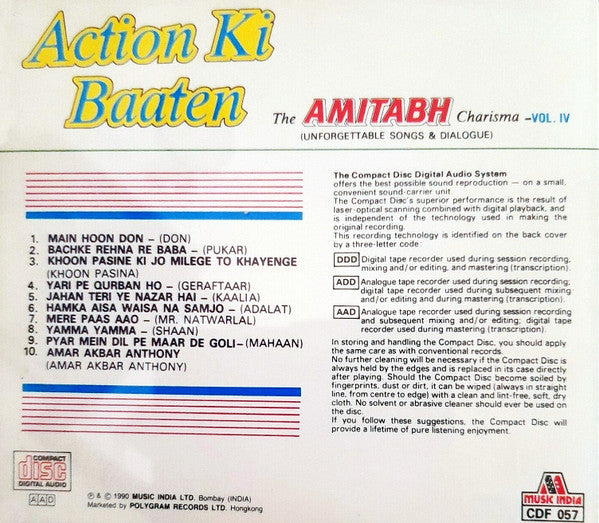 Action Ki
Baaten
The AMITABH Charisma -VOL. IV
(UNFORGETTABLE SONGS & DIALOGUE)
1. MAIN HOON DON - (DON)
2. BACHKE REHNA RE BABA - (PUKAR)
3. KHOON PASINE KI JO MILEGE TO KHAYENGE
(KHOON PASINA)
4. YARI PE QURBAN HO - (GERAFTAAR)
5. JAHAN TERI YE NAZAR HAI - (KAALIA)
6. HAMKA AISA WAISA NA SAMJO - (ADALAT)
7. MERE PAAS AAO - (MR. NATWARLAL)
8. YAMMA YAMMA - (SHAAN)
9. PYAR MEIN DIL PE MAAR DE GOLI - (MAHAAN)
10. AMAR AKBAR ANTHONY
(AMAR AKBAR ANTHONY)
The Compact Disc Digital Audio System
offers the best possible sound reproduction — on a small,
convenient sound-carrier unit.
The Compact Disc's superior performance is the result of
laser-optical scanning combined with digital playback, and
is independent of the technology used in making the
original recording.
This recording technology is identified on the back cover
by a three-letter code:
DDD Digital tape recorder used during session recording,
mixing and/or editing, and mastering (transcription).
ADD Analogue tape recorder used during session recording;
digital tape recorder used during subsequent mixing
and/or editing and during mastering (transcription).
AAD Analogue tape recorder used during session recording
and subsequent mixing and/or editing; digital tape
recorder used during mastering (transcription).
In storing and handling the Compact Disc, you should apply
the same care as with conventional records.
No further cleaning will be necessary if the Compact Disc is
always held by the edges and is replaced in its case directly
after playing. Should the Compact Disc become soiled by
fingerprints, dust or dirt, it can be wiped (always in straight
line, from centre to edge) with a clean and lint-free, soft, dry
cloth. No solvent or abrasive cleaner should ever be used on
the disc.
If you follow these suggestions, the Compact Disc will
provide a lifetime of pure listening enjoyment.
COMPACT
disc
DIGITAL AUDIO
AAD
℗ & © 1990 MUSIC INDIA LTD. Bombay (INDIA)
Marketed by POLYGRAM RECORDS LTD. Hongkong
MUSIC INDIA
CDF 057